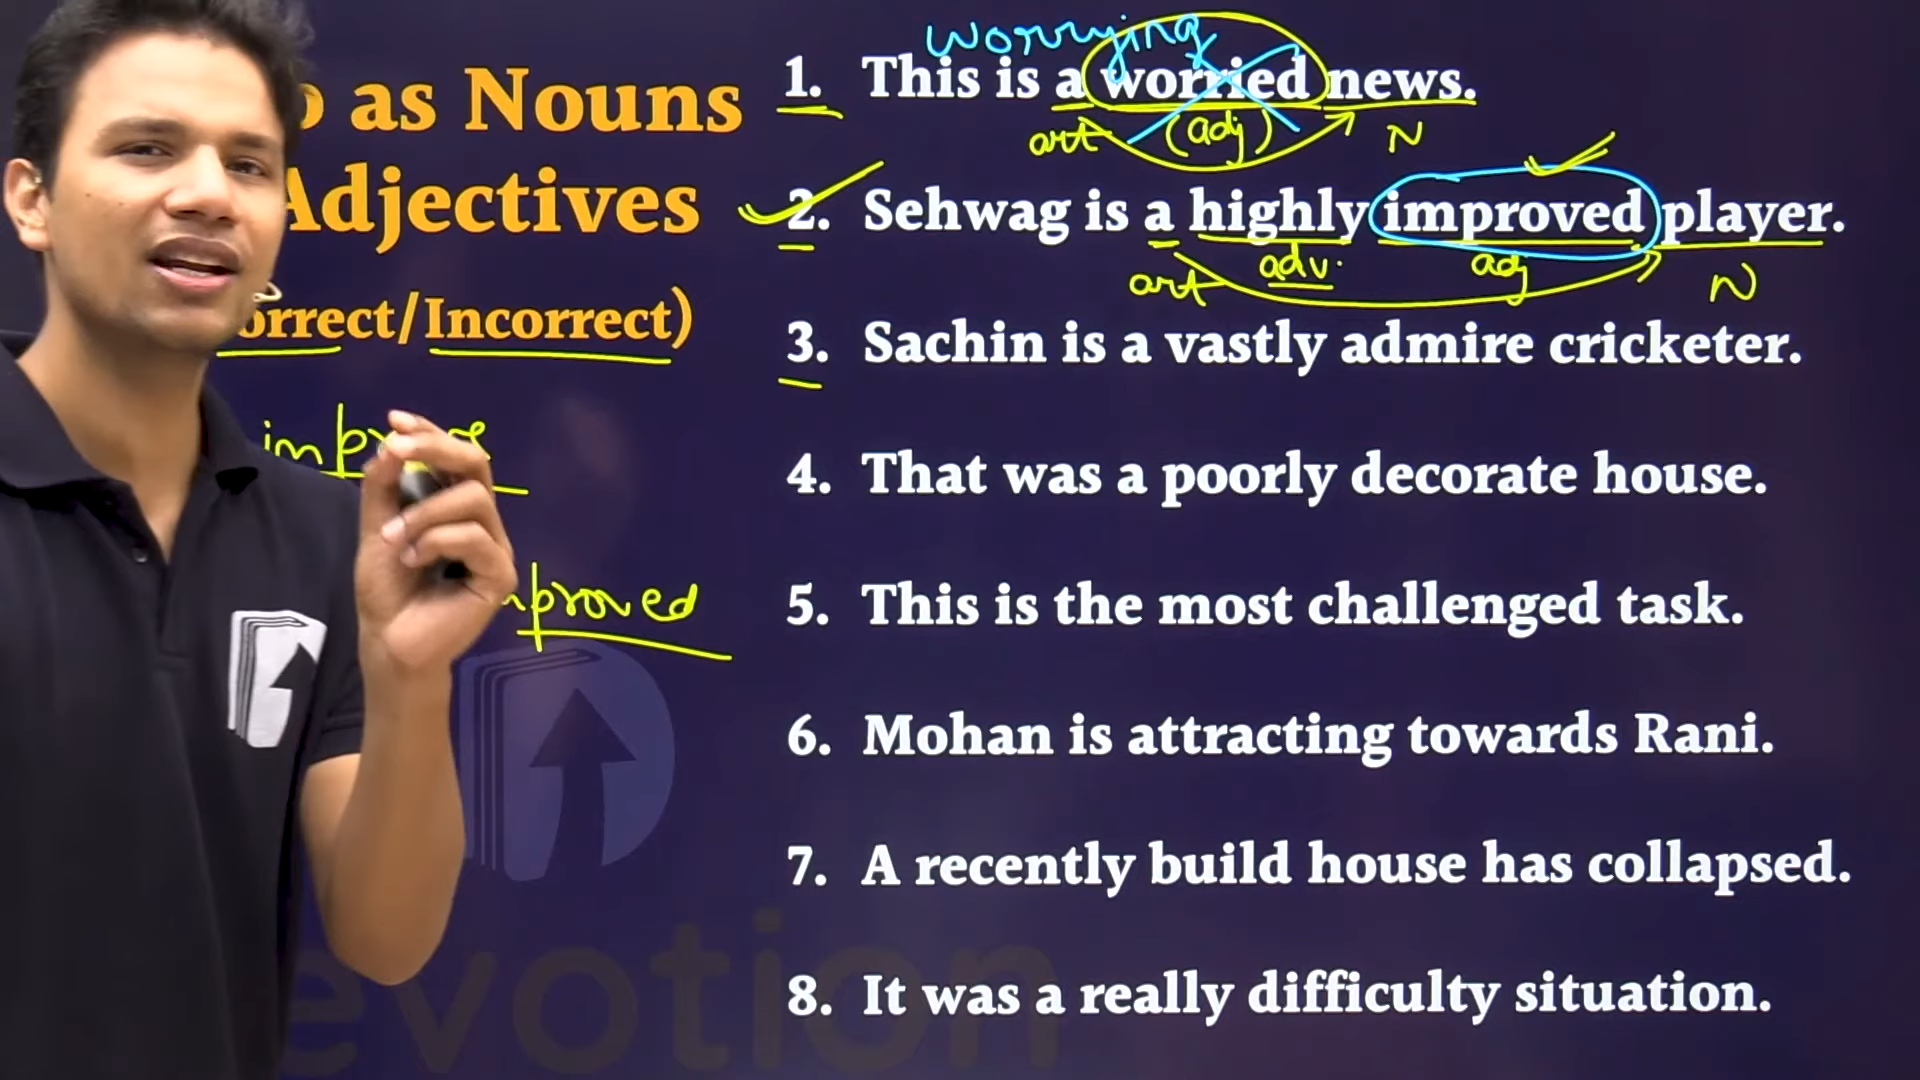 as Nouns
Adjectives
orrect/Incorrect)
improved
worrying
1. This is a worried news.
art (adj) N
2. Sehwag is a highly improved player.
art adv. adj N
3. Sachin is a vastly admire cricketer.
4. That was a poorly decorate house.
5. This is the most challenged task.
6. Mohan is attracting towards Rani.
7. A recently build house has collapsed.
8. It was a really difficulty situation.
evotion